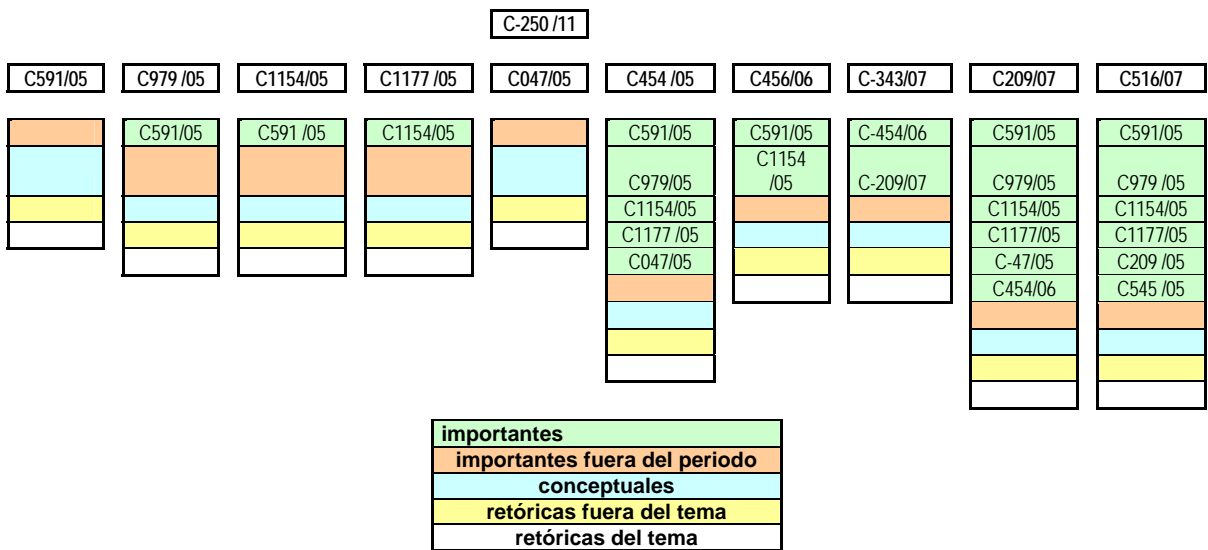 C-250 /11
C591/05 C979 /05 C1154/05 C1177 /05 C047/05 C454 /05 C456/06 C-343/07 C209/07 C516/07
C591/05 C591 /05 C1154/05 C591/05 C591/05 C-454/06 C591/05 C591/05
C1154
C979/05 /05 C-209/07 C979/05 C979 /05
C1154/05 C1154/05 C1154/05
C1177 /05 C1177/05 C1177/05
C047/05 C-47/05 C209 /05
C454/06 C545 /05
importantes
importantes fuera del periodo
conceptuales
retóricas fuera del tema
retóricas del tema